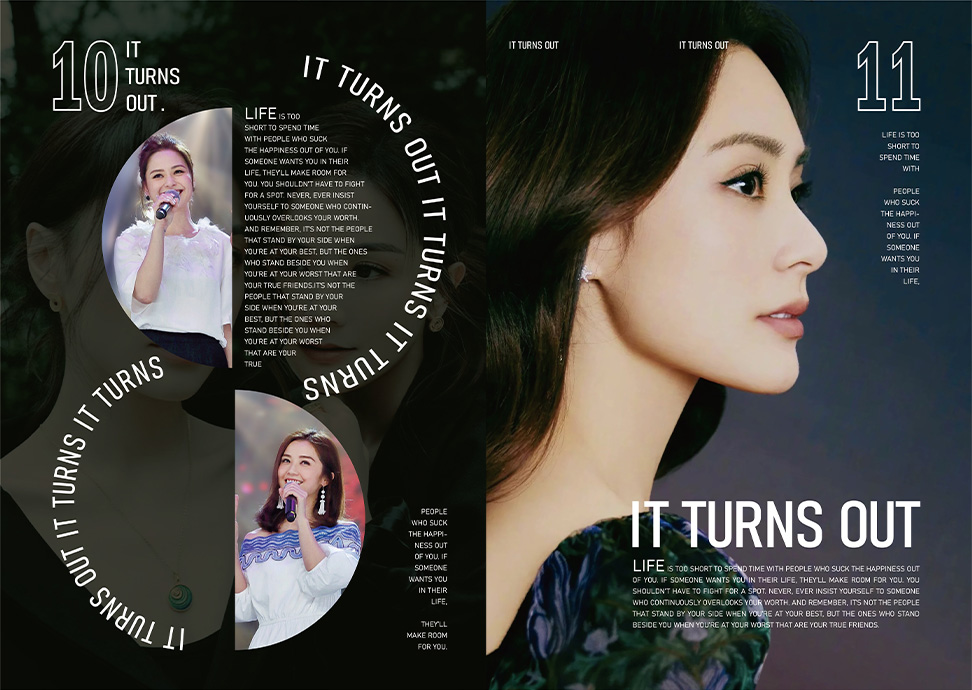 10
IT
TURNS
OUT.
IT TURNS OUT IT TURNS IT TURNS
LIFE IS TOO
SHORT TO SPEND TIME
WITH PEOPLE WHO SUCK
THE HAPPINESS OUT OF YOU. IF
SOMEONE WANTS YOU IN THEIR
LIFE, THEY'LL MAKE ROOM FOR
YOU. YOU SHOULDN'T HAVE TO FIGHT
FOR A SPOT. NEVER, EVER INSIST
YOURSELF TO SOMEONE WHO CONTIN-
UOUSLY OVERLOOKS YOUR WORTH.
AND REMEMBER, IT'S NOT THE PEOPLE
THAT STAND BY YOUR SIDE WHEN
YOU'RE AT YOUR BEST, BUT THE ONES
WHO STAND BESIDE YOU WHEN
YOU'RE AT YOUR WORST THAT ARE
YOUR TRUE FRIENDS.IT'S NOT THE
PEOPLE THAT STAND BY YOUR
SIDE WHEN YOU'RE AT YOUR
BEST, BUT THE ONES WHO
STAND BESIDE YOU WHEN
YOU'RE AT YOUR WORST
THAT ARE YOUR
TRUE
IT TURNS OUT IT TURNS IT TURNS
PEOPLE
WHO SUCK
THE HAPPI-
NESS OUT
OF YOU. IF
SOMEONE
WANTS YOU
IN THEIR
LIFE,
THEY'LL
MAKE ROOM
FOR YOU.
IT TURNS OUT
IT TURNS OUT
11
LIFE IS TOO
SHORT TO
SPEND TIME
WITH
PEOPLE
WHO SUCK
THE HAPPI-
NESS OUT
OF YOU. IF
SOMEONE
WANTS YOU
IN THEIR
LIFE,
IT TURNS OUT
LIFE IS TOO SHORT TO SPEND TIME WITH PEOPLE WHO SUCK THE HAPPINESS OUT
OF YOU. IF SOMEONE WANTS YOU IN THEIR LIFE, THEY'LL MAKE ROOM FOR YOU. YOU
SHOULDN'T HAVE TO FIGHT FOR A SPOT. NEVER, EVER INSIST YOURSELF TO SOMEONE
WHO CONTINUOUSLY OVERLOOKS YOUR WORTH. AND REMEMBER, IT'S NOT THE PEOPLE
THAT STAND BY YOUR SIDE WHEN YOU'RE AT YOUR BEST, BUT THE ONES WHO STAND
BESIDE YOU WHEN YOU'RE AT YOUR WORST THAT ARE YOUR TRUE FRIENDS.